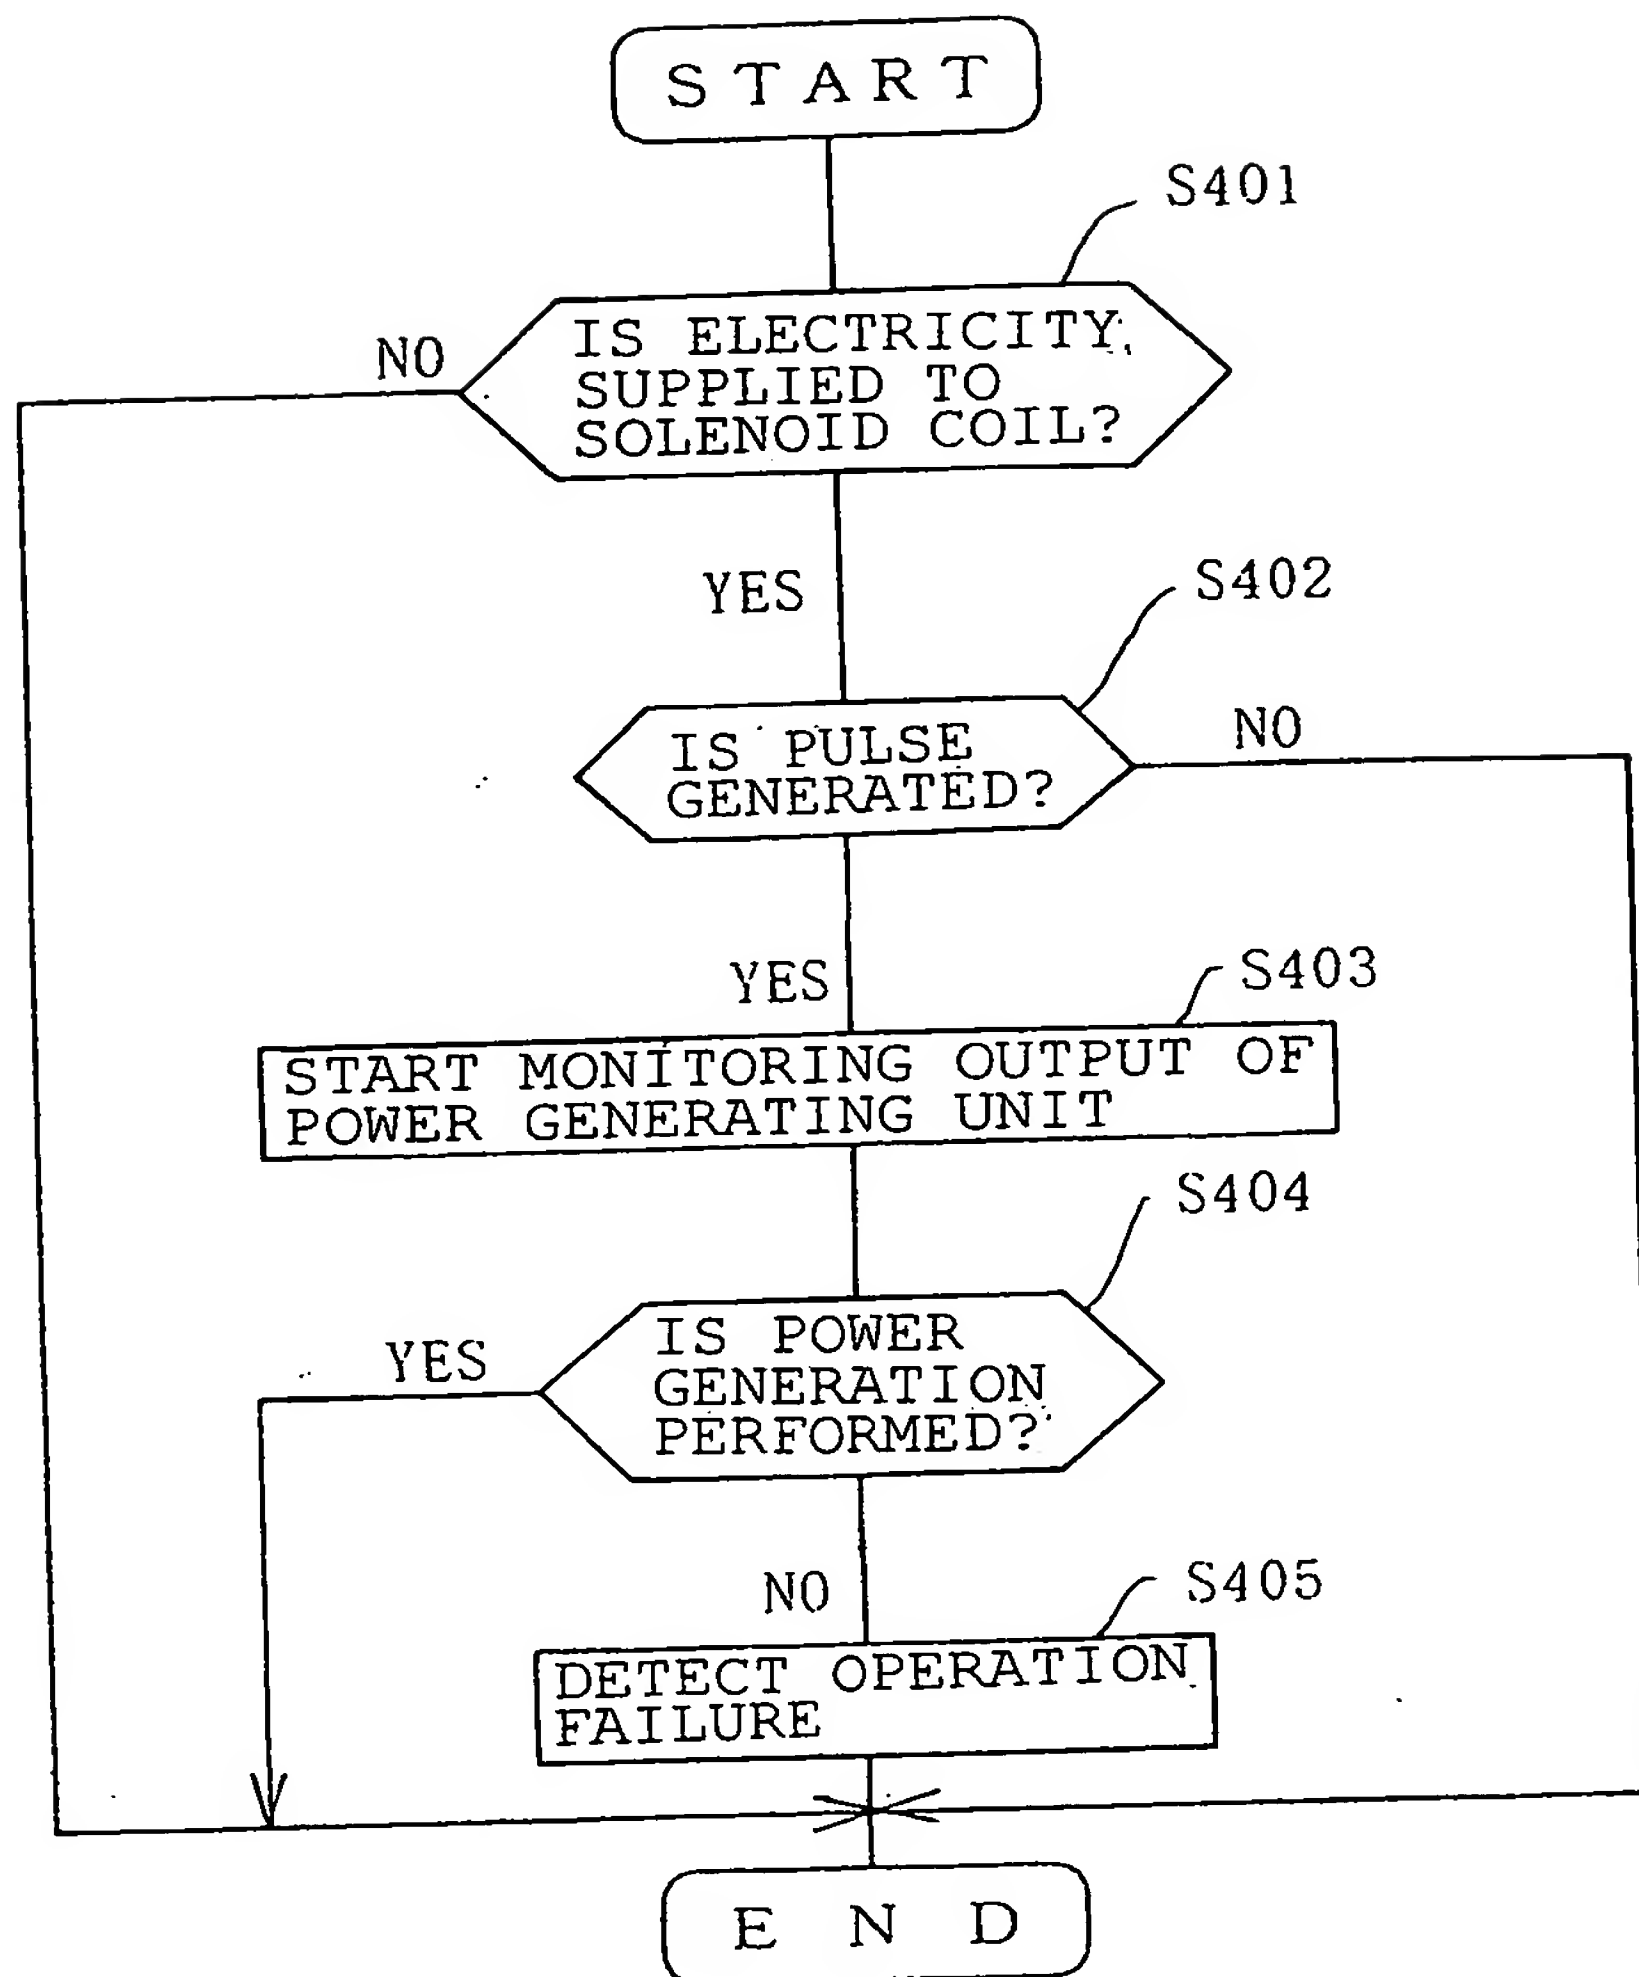 START
S401
NO
IS ELECTRICITY
SUPPLIED TO
SOLENOID COIL?
YES
S402
IS PULSE
GENERATED?
NO
YES
S403
START MONITORING OUTPUT OF
POWER GENERATING UNIT
S404
YES
IS POWER
GENERATION
PERFORMED?
NO
S405
DETECT OPERATION
FAILURE
END